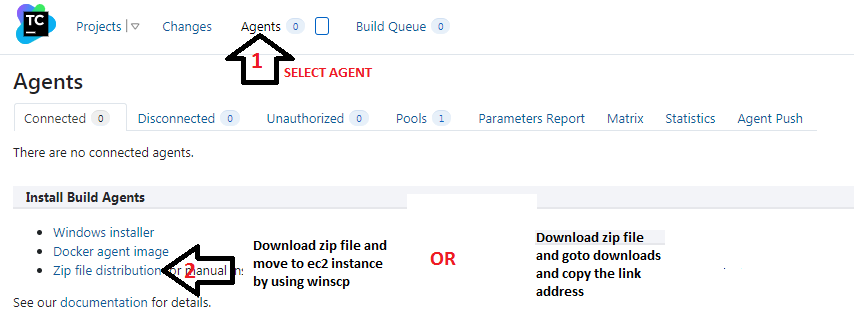 TC
Projects Changes Agents 0 Build Queue 0
1
SELECT AGENT
Agents
Connected 0 Disconnected 0 Unauthorized 0 Pools 1 Parameters Report Matrix Statistics Agent Push
There are no connected agents.
Install Build Agents
Windows installer
Docker agent image
Zip file distribution for manual ins
2
See our documentation for details.
Download zip file and
move to ec2 instance
by using winscp
OR
Download zip file
and goto downloads
and copy the link
address